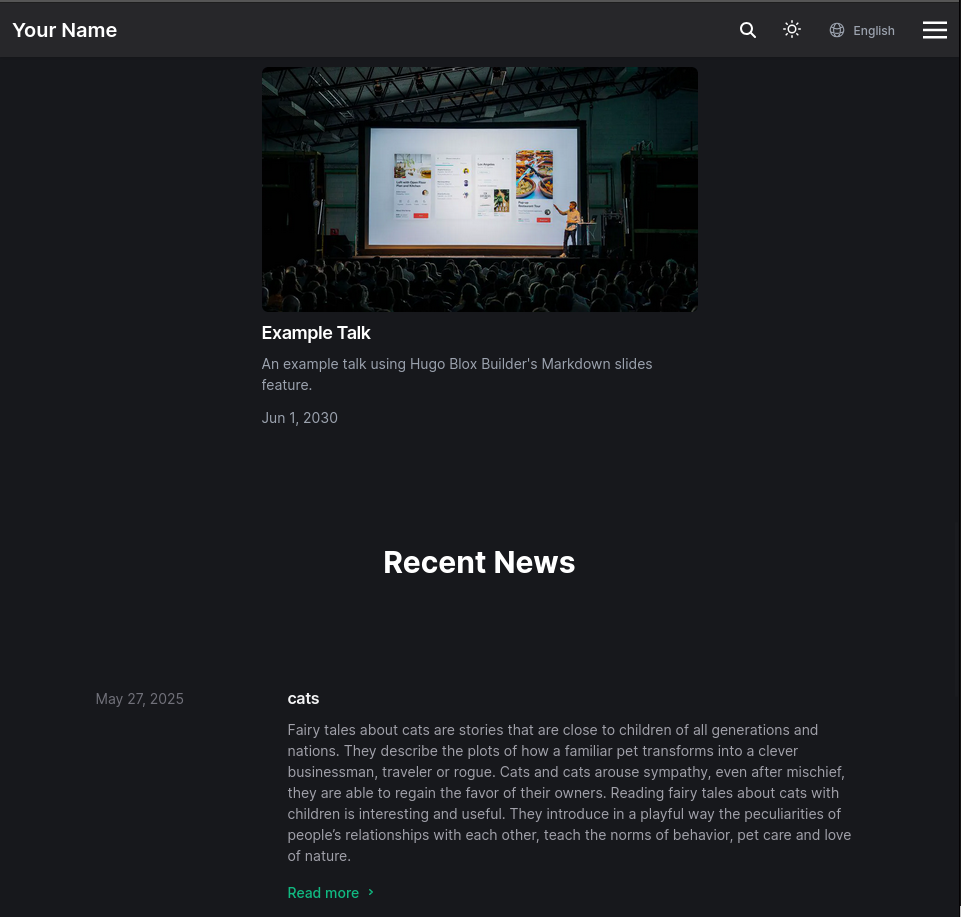 Your Name
English
Example Talk
An example talk using Hugo Blox Builder's Markdown slides
feature.
Jun 1, 2030
Recent News
May 27, 2025
cats
Fairy tales about cats are stories that are close to children of all generations and
nations. They describe the plots of how a familiar pet transforms into a clever
businessman, traveler or rogue. Cats and cats arouse sympathy, even after mischief,
they are able to regain the favor of their owners. Reading fairy tales about cats with
children is interesting and useful. They introduce in a playful way the peculiarities of
people’s relationships with each other, teach the norms of behavior, pet care and love
of nature.
Read more